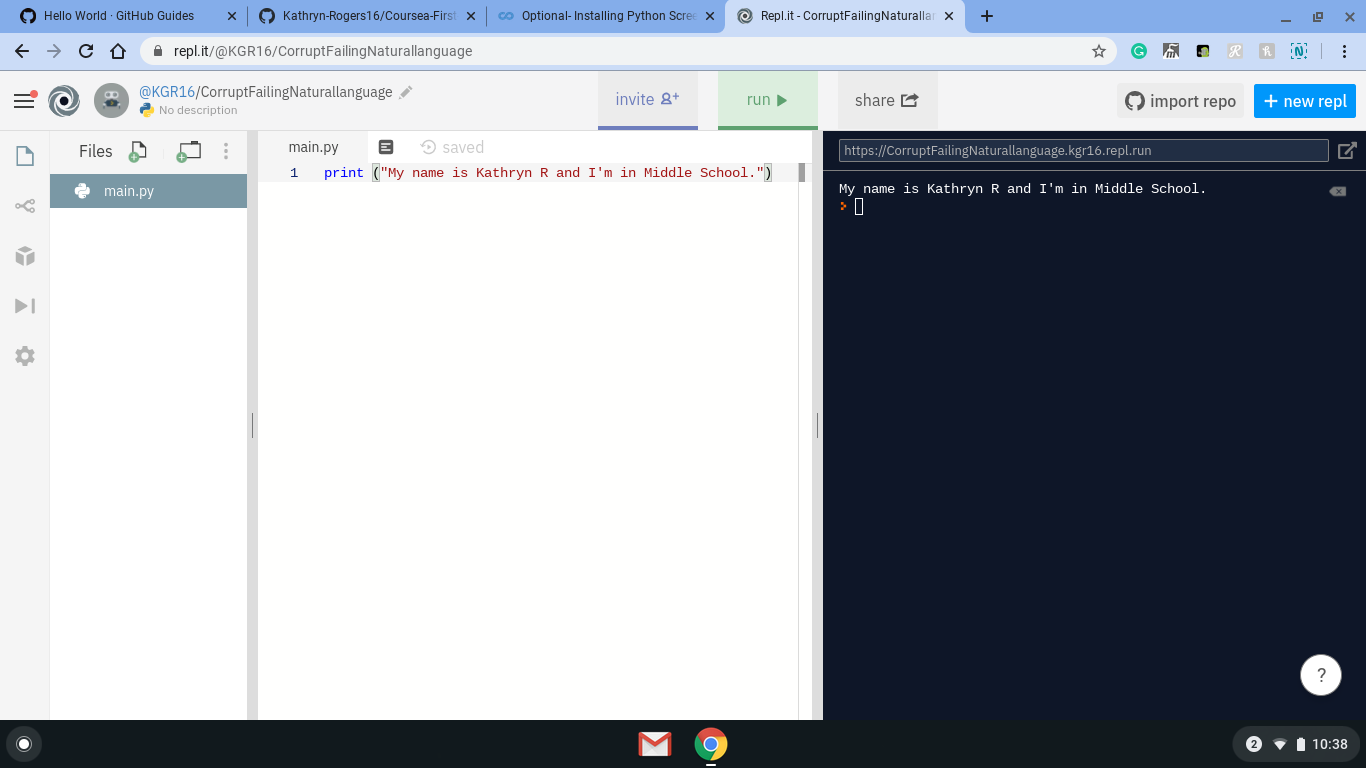 Hello World · GitHub Guides
Kathryn-Rogers16/Coursea-First
Optional- Installing Python Scree
Repl.it - CorruptFailingNaturallan
repl.it/@KGR16/CorruptFailingNaturallanguage
@KGR16/CorruptFailingNaturallanguage
No description
invite
run
share
import repo
+ new repl
Files
main.py
main.py
saved
https://CorruptFailingNaturallanguage.kgr16.repl.run
1 print ("My name is Kathryn R and I'm in Middle School.")
My name is Kathryn R and I'm in Middle School.
?
2
10:38